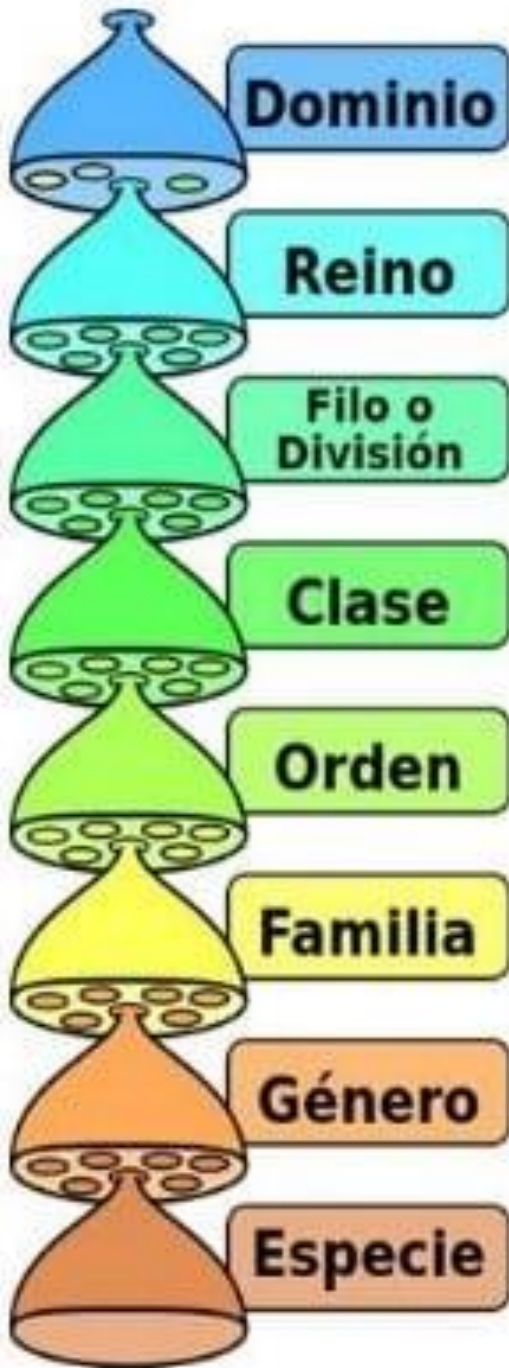 Dominio
Reino
Filo o
División
Clase
Orden
Familia
Género
Especie